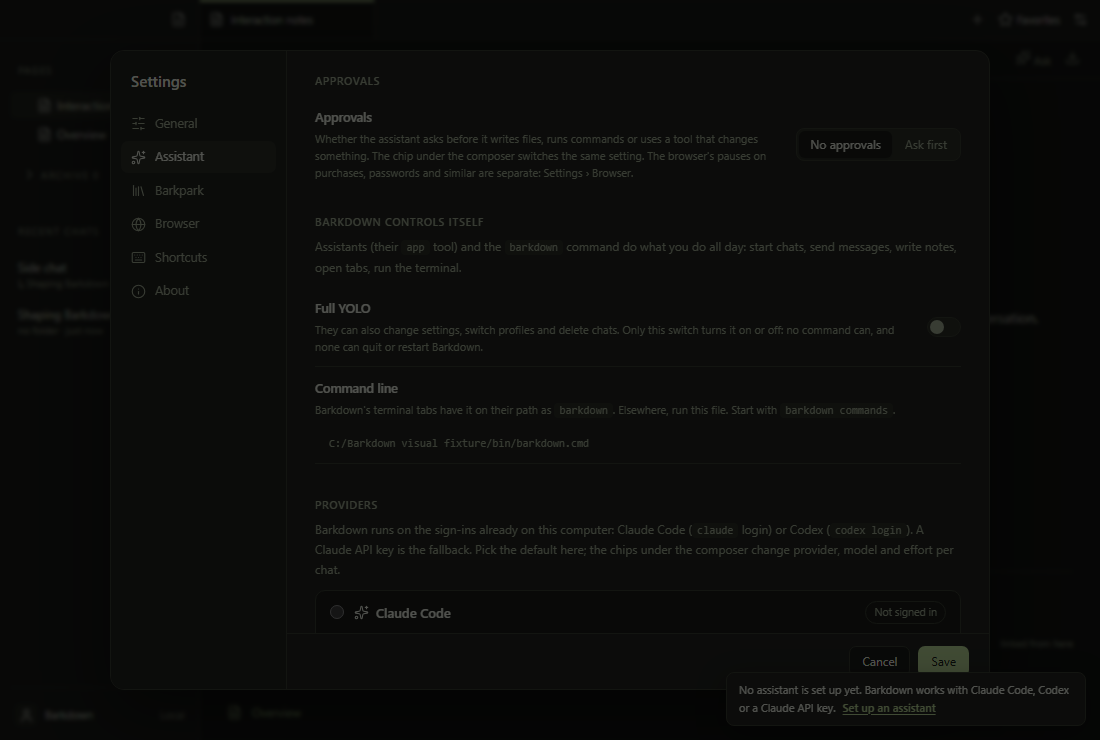 Interaction notes
Favorites
Settings
General
Assistant
Barkpark
Browser
Shortcuts
About
APPROVALS
Approvals
Whether the assistant asks before it writes files, runs commands or uses a tool that changes
something. The chip under the composer switches the same setting. The browser's pauses on
purchases, passwords and similar are separate: Settings › Browser.
No approvals
Ask first
BARKDOWN CONTROLS ITSELF
Assistants (their app tool) and the barkdown command do what you do all day: start chats, send messages, write notes,
open tabs, run the terminal.
Full YOLO
They can also change settings, switch profiles and delete chats. Only this switch turns it on or off: no command can, and
none can quit or restart Barkdown.
Command line
Barkdown's terminal tabs have it on their path as barkdown. Elsewhere, run this file. Start with barkdown commands.
C:/Barkdown visual fixture/bin/barkdown.cmd
PROVIDERS
Barkdown runs on the sign-ins already on this computer: Claude Code (claude login) or Codex (codex login). A
Claude API key is the fallback. Pick the default here; the chips under the composer change provider, model and effort per
chat.
Claude Code
Not signed in
Cancel
Save
No assistant is set up yet. Barkdown works with Claude Code, Codex
or a Claude API key. Set up an assistant
Overview
Side chat
Shaping Barkdown
Barkdown
Overview